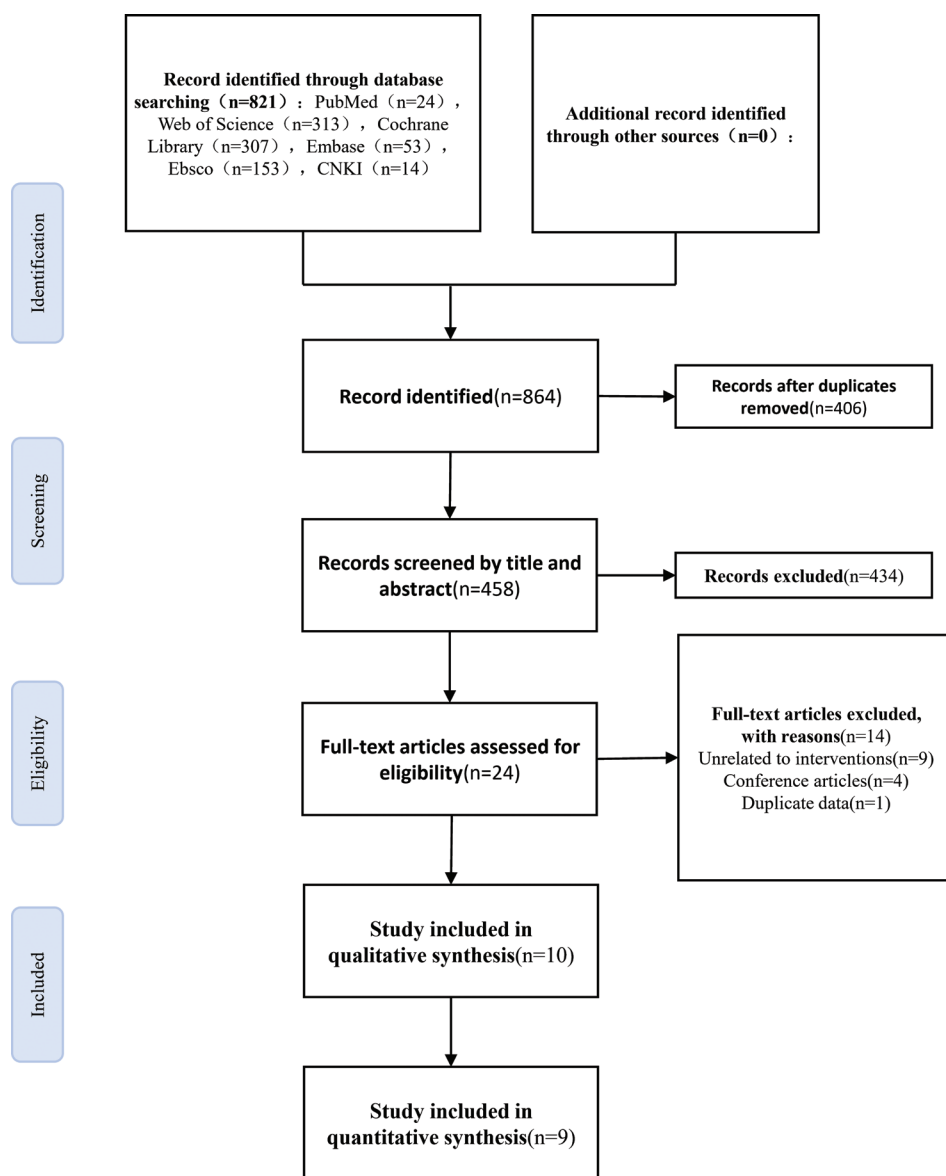 Record identified through database
searching（n=821）：PubMed（n=24），
Web of Science（n=313），Cochrane
Library（n=307），Embase（n=53），
Ebsco（n=153），CNKI（n=14）
Additional record identified
through other sources（n=0）：
Identification
Record identified(n=864)
Records after duplicates
removed(n=406)
Screening
Records screened by title and
abstract(n=458)
Records excluded(n=434)
Eligibility
Full-text articles assessed for
eligibility(n=24)
Full-text articles excluded,
with reasons(n=14)
Unrelated to interventions(n=9)
Conference articles(n=4)
Duplicate data(n=1)
Included
Study included in
qualitative synthesis(n=10)
Study included in
quantitative synthesis(n=9)